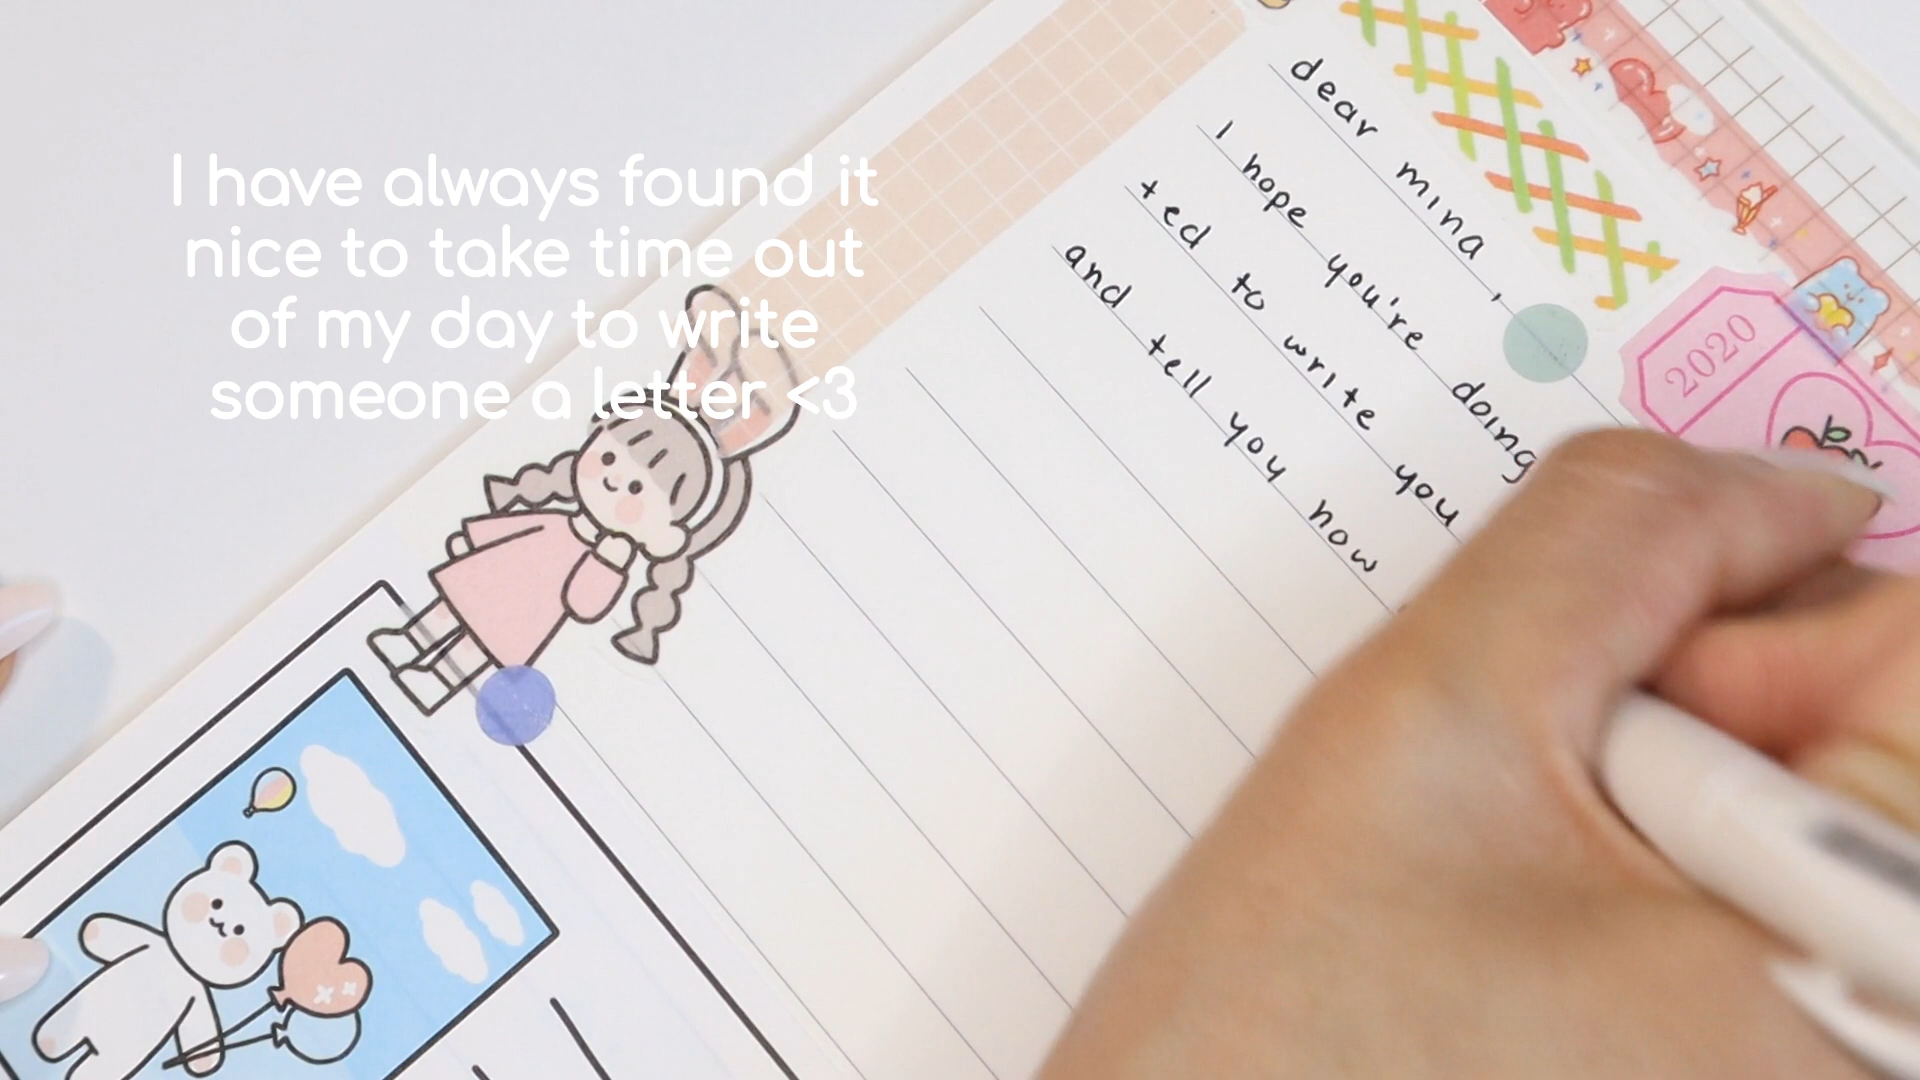 I have always found it
nice to take time out
of my day to write
someone a letter <3
dear mina,
I hope you're doing
ted to write you
and tell you how
2020